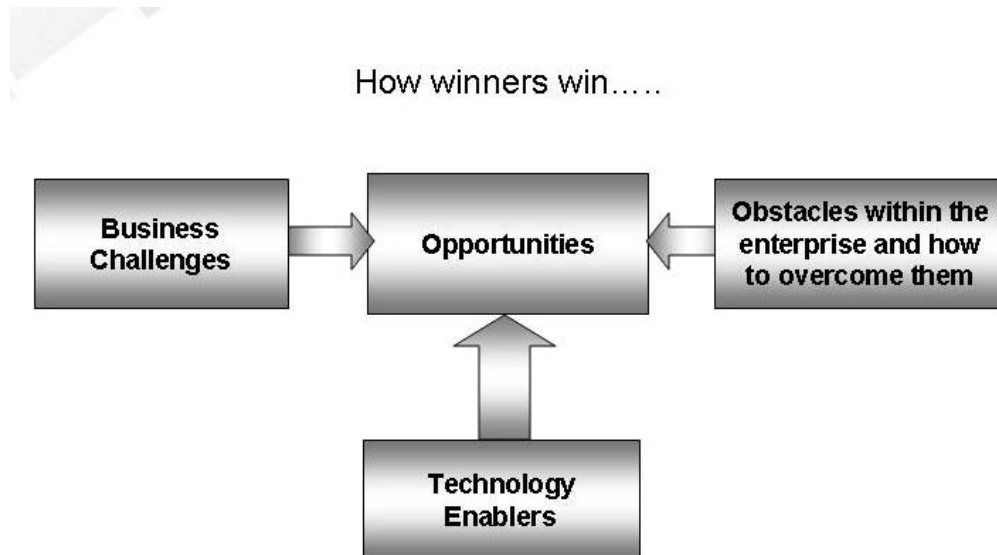 How winners win.....
Business
Challenges
Opportunities
Obstacles within the
enterprise and how
to overcome them
Technology
Enablers